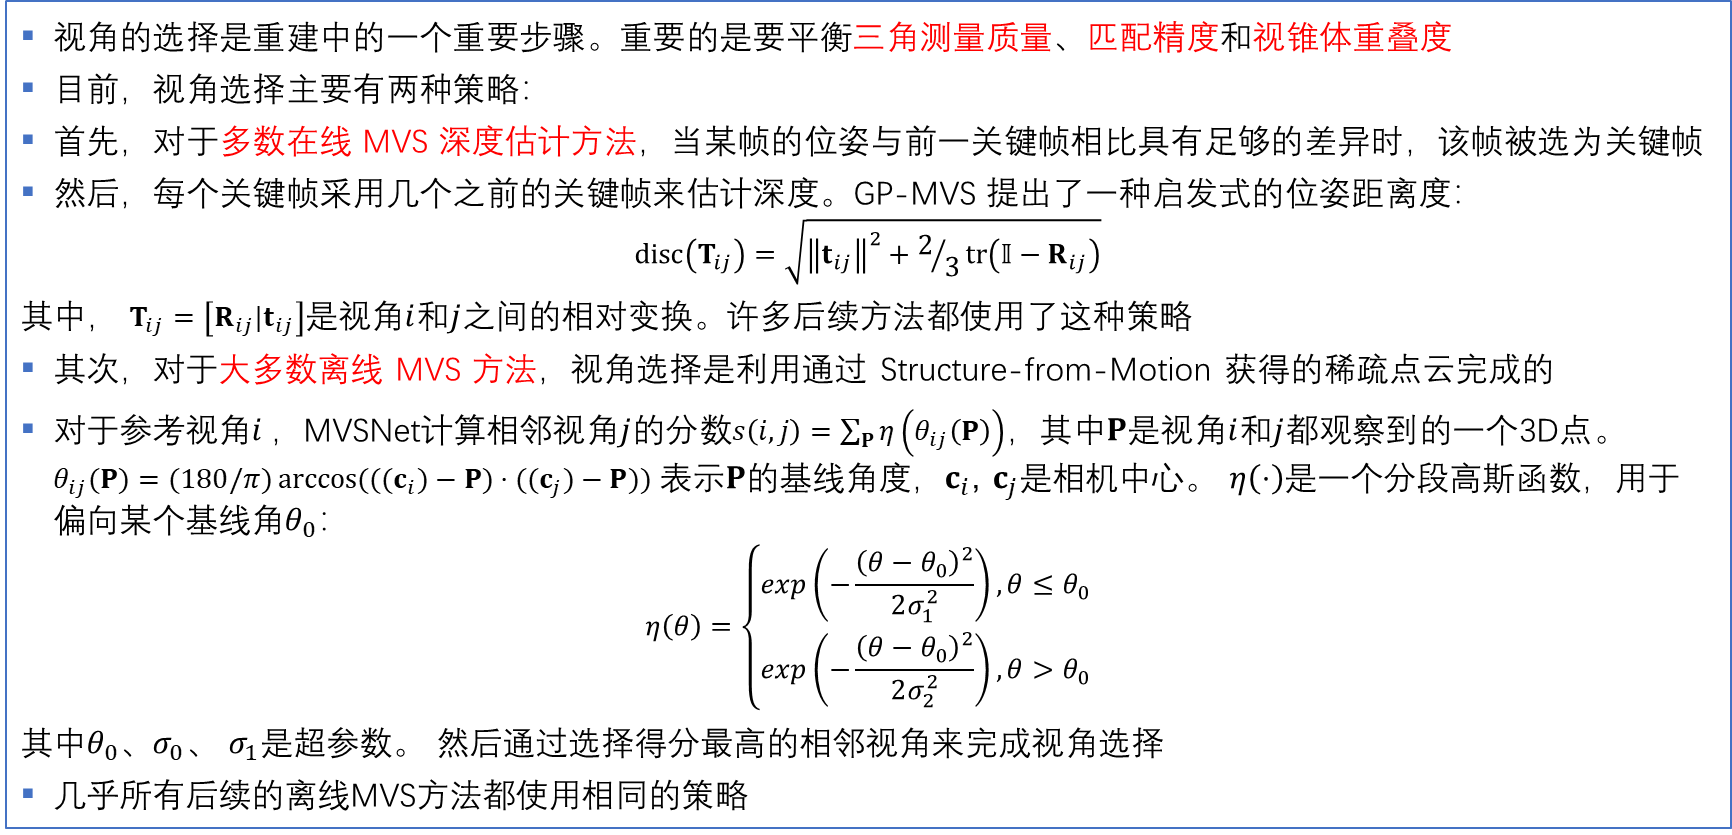 ▪ 视角的选择是重建中的一个重要步骤。重要的是要平衡三角测量质量、匹配精度和视锥体重叠度
▪ 目前，视角选择主要有两种策略：
▪ 首先，对于多数在线 MVS 深度估计方法，当某帧的位姿与前一关键帧相比具有足够的差异时，该帧被选为关键帧
▪ 然后，每个关键帧采用几个之前的关键帧来估计深度。GP-MVS 提出了一种启发式的位姿距离度：
disc(𝐓ᵢⱼ) = √(‖𝐭ᵢⱼ‖² + 2/3 tr(𝕀 − 𝐑ᵢⱼ))
其中， 𝐓ᵢⱼ = [𝐑ᵢⱼ|𝐭ᵢⱼ]是视角i和j之间的相对变换。许多后续方法都使用了这种策略
▪ 其次，对于大多数离线 MVS 方法，视角选择是利用通过 Structure-from-Motion 获得的稀疏点云完成的
▪ 对于参考视角i ，MVSNet计算相邻视角j的分数s(i, j) = ∑_𝐏 η (θᵢⱼ(𝐏))，其中𝐏是视角i和j都观察到的一个3D点。
θᵢⱼ(𝐏) = (180/π) arccos(((𝐜ᵢ) − 𝐏) · ((𝐜ⱼ) − 𝐏)) 表示𝐏的基线角度，𝐜ᵢ, 𝐜ⱼ是相机中心。 η(·)是一个分段高斯函数，用于
偏向某个基线角θ₀：
η(θ) = { exp(−(θ − θ₀)²/2σ₁²), θ ≤ θ₀
exp(−(θ − θ₀)²/2σ₂²), θ > θ₀
其中θ₀、σ₀、 σ₁是超参数。 然后通过选择得分最高的相邻视角来完成视角选择
▪ 几乎所有后续的离线MVS方法都使用相同的策略